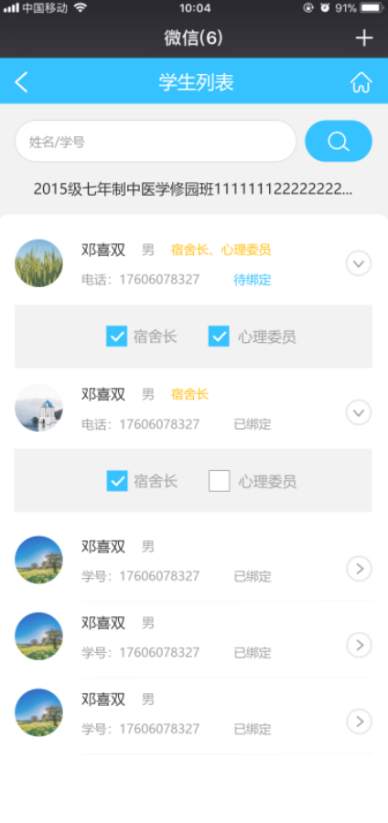 中国移动 10:04 91%
微信(6)
学生列表
姓名/学号
2015级七年制中医学修园班111111122222222...
邓喜双 男 宿舍长、心理委员
电话：17606078327 待绑定
宿舍长 心理委员
邓喜双 男 宿舍长
电话：17606078327 已绑定
宿舍长 心理委员
邓喜双 男
学号：17606078327 已绑定
邓喜双 男
学号：17606078327 已绑定
邓喜双 男
学号：17606078327 已绑定